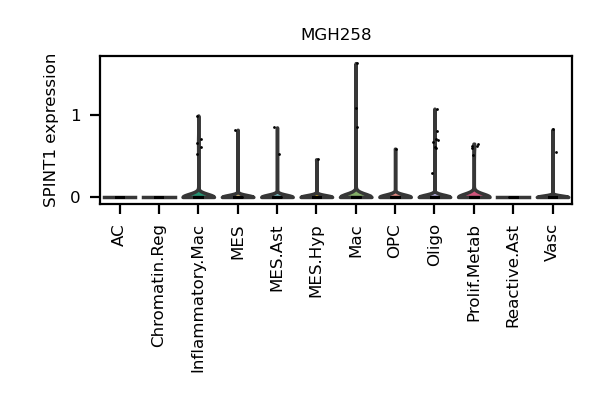 MGH258
SPINT1 expression
1
0
AC
Chromatin.Reg
Inflammatory.Mac
MES
MES.Ast
MES.Hyp
Mac
OPC
Oligo
Prolif.Metab
Reactive.Ast
Vasc